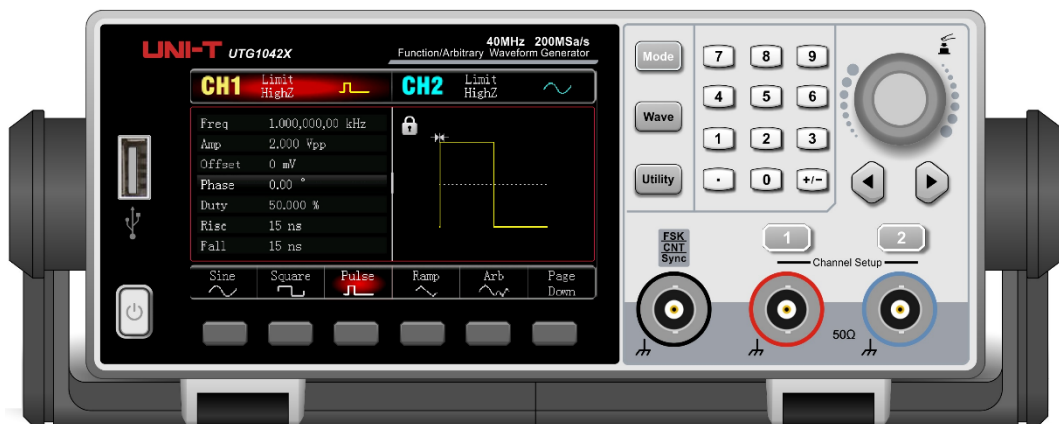 UNI-T UTG1042X
40MHz 200MSa/s
Function/Arbitrary Waveform Generator
CH1 Limit HighZ
CH2 Limit HighZ
Freq 1.000,000,00 kHz
Amp 2.000 Vpp
Offset 0 mV
Phase 0.00 °
Duty 50.000 %
Rise 15 ns
Fall 15 ns
Sine Square Pulse Ramp Arb Page Down
Mode
Wave
Utility
7 8 9
4 5 6
1 2 3
· 0 +/−
FSK
CNT
Sync
1 2
Channel Setup
50Ω